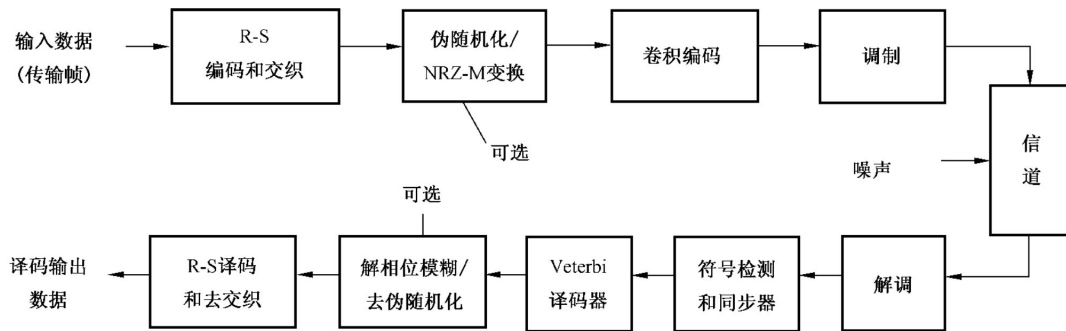 输入数据
(传输帧)
R-S
编码和交织
伪随机化/
NRZ-M变换
卷积编码
调制
可选
信
道
噪声
可选
译码输出
数据
R-S译码
和去交织
解相位模糊/
去伪随机化
Veterbi
译码器
符号检测
和同步器
解调